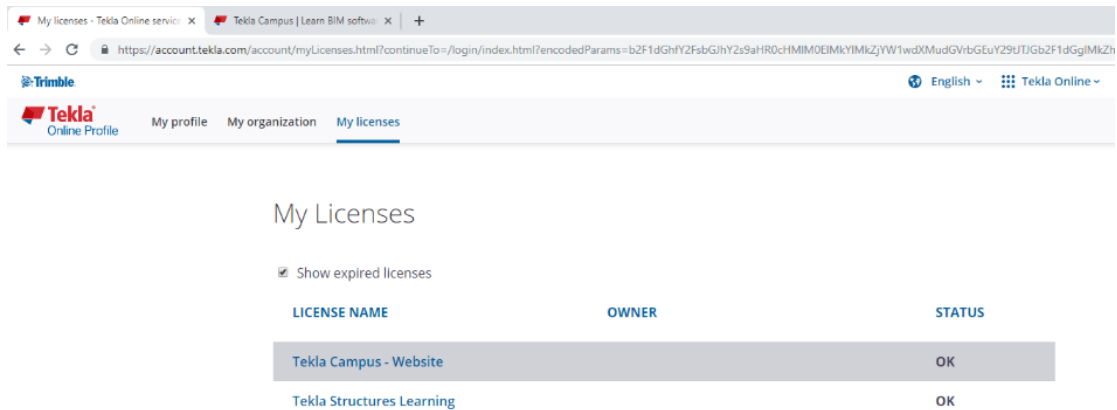 My licenses - Tekla Online servic
Tekla Campus | Learn BIM softwa
https://account.tekla.com/account/myLicenses.html?continueTo=/login/index.html?encodedParams=
Trimble
English
Tekla Online
Tekla
Online Profile
My profile My organization My licenses
My Licenses
Show expired licenses
LICENSE NAME OWNER STATUS
Tekla Campus - Website OK
Tekla Structures Learning OK